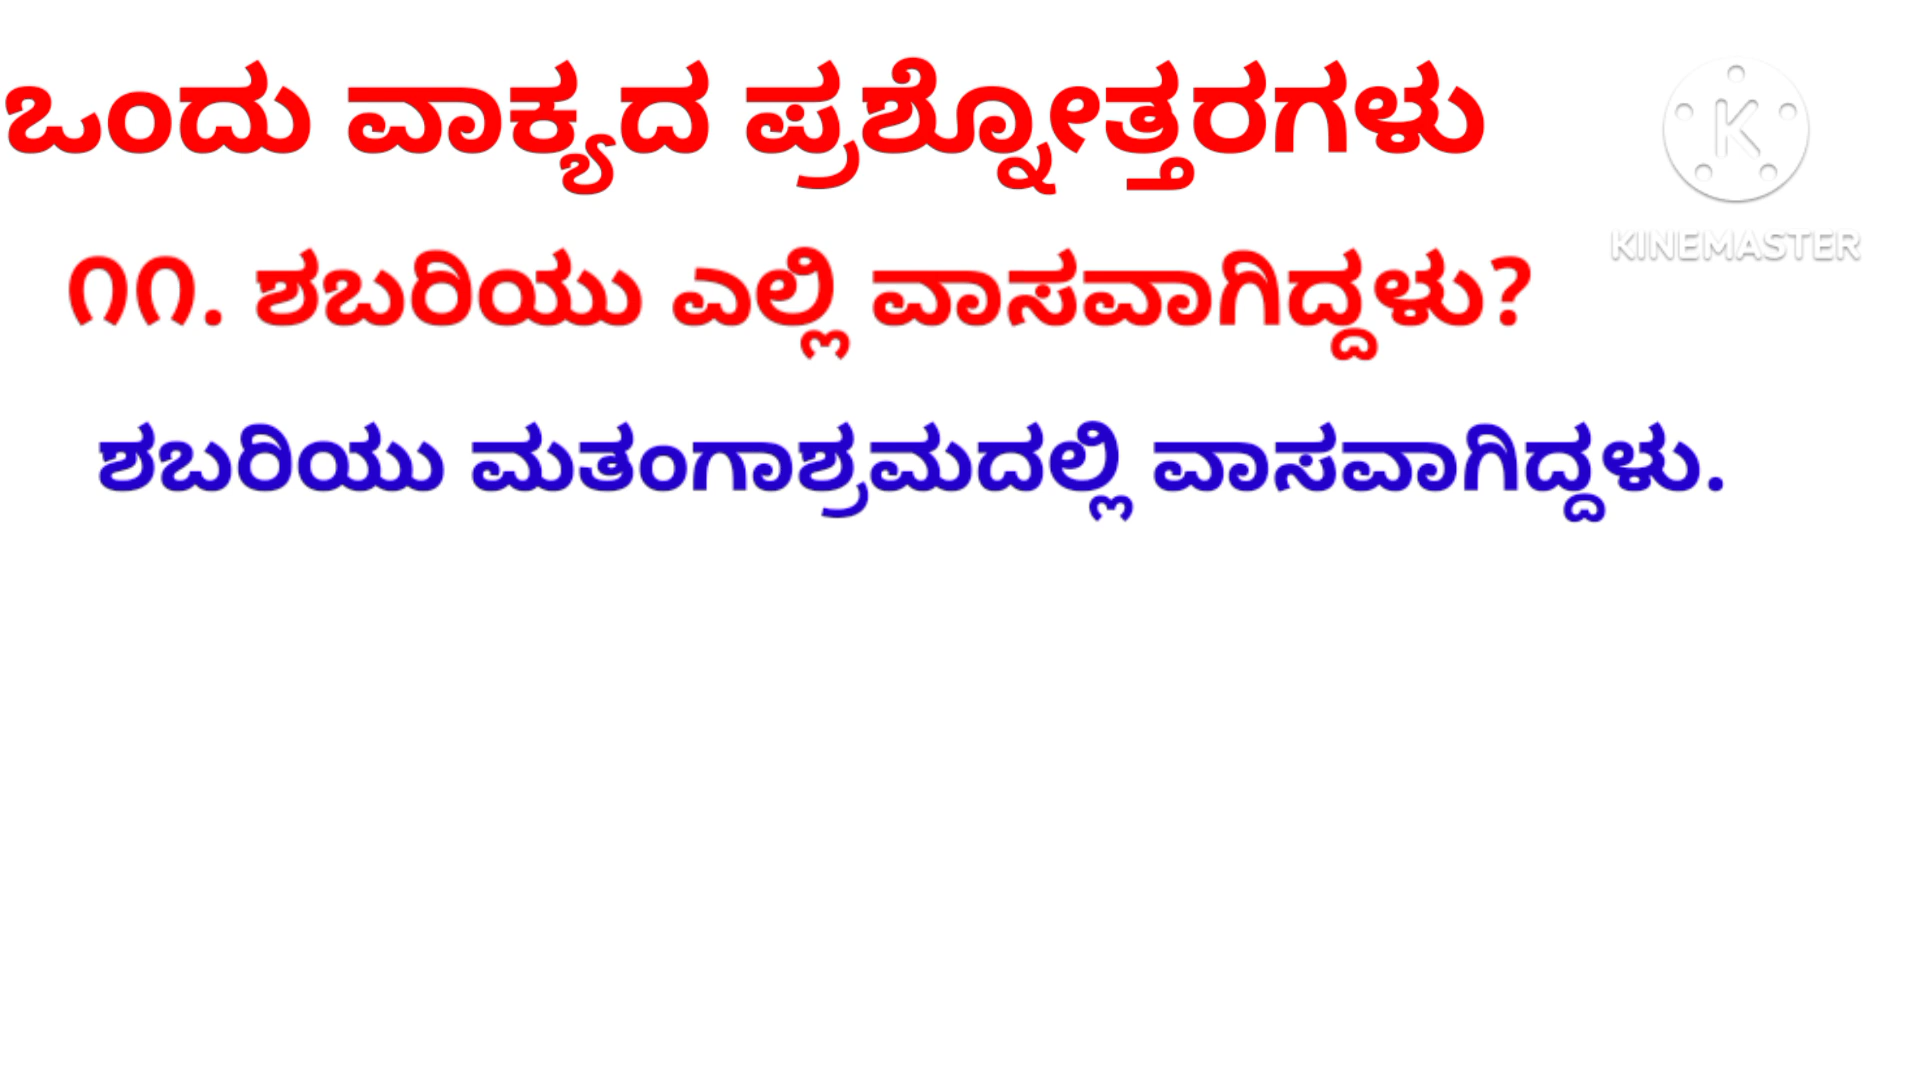 ಒಂದು ವಾಕ್ಯದ ಪ್ರಶ್ನೋತ್ತರಗಳು
೧೧. ಶಬರಿಯು ಎಲ್ಲಿ ವಾಸವಾಗಿದ್ದಳು?
ಶಬರಿಯು ಮತಂಗಾಶ್ರಮದಲ್ಲಿ ವಾಸವಾಗಿದ್ದಳು.
K
KINEMASTER